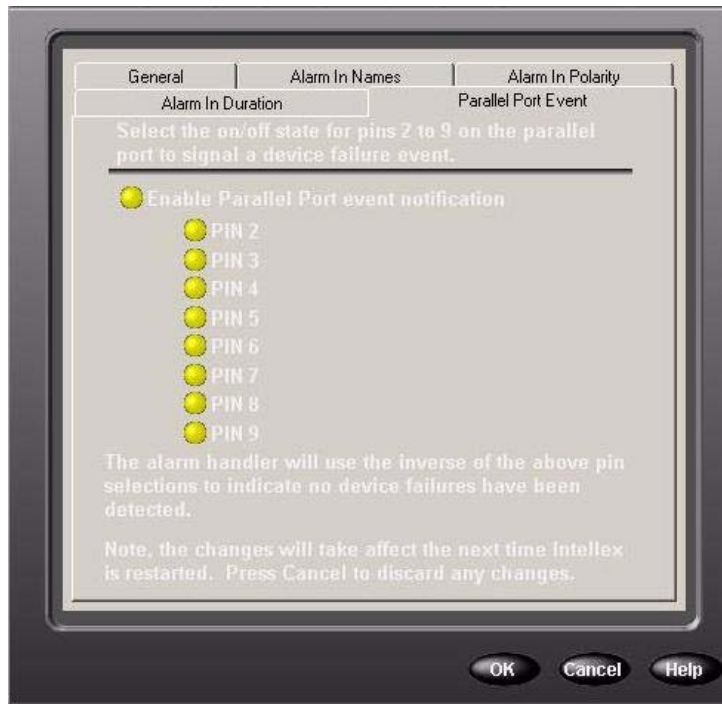 General
Alarm In Names
Alarm In Polarity
Alarm In Duration
Parallel Port Event
Select the on/off state for pins 2 to 9 on the parallel
port to signal a device failure event.
Enable Parallel Port event notification
PIN 2
PIN 3
PIN 4
PIN 5
PIN 6
PIN 7
PIN 8
PIN 9
The alarm handler will use the inverse of the above pin
selections to indicate no device failures have been
detected.
Note, the changes will take affect the next time Intellex
is restarted.  Press Cancel to discard any changes.
OK
Cancel
Help